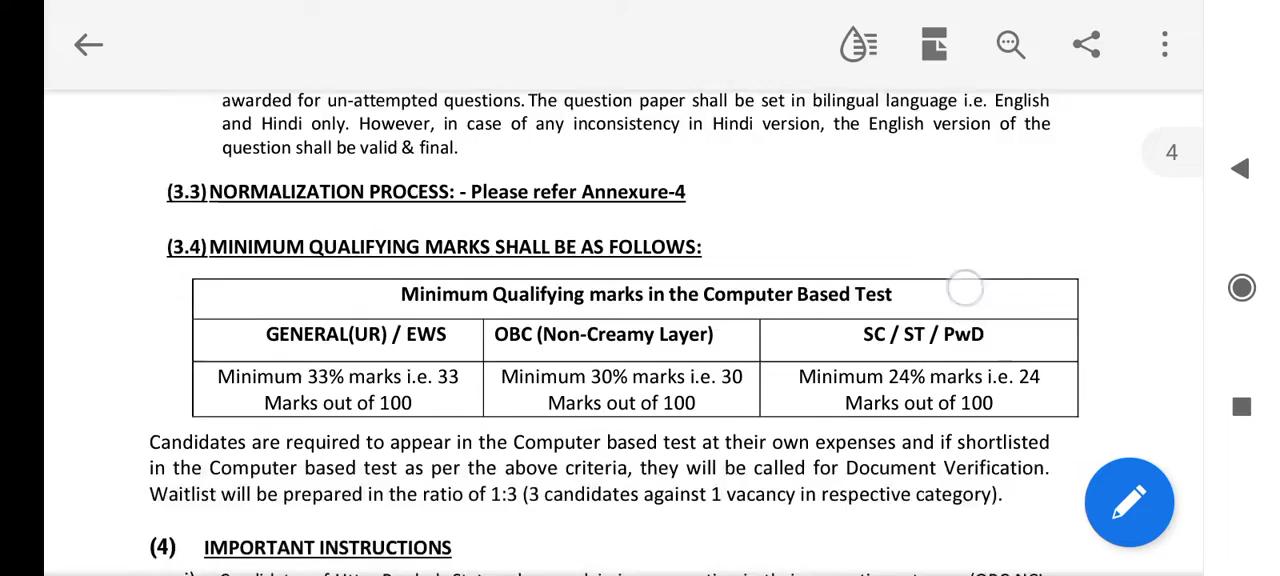 awarded for un-attempted questions. The question paper shall be set in bilingual language i.e. English
and Hindi only. However, in case of any inconsistency in Hindi version, the English version of the
question shall be valid & final.
4
(3.3) NORMALIZATION PROCESS: - Please refer Annexure-4
(3.4) MINIMUM QUALIFYING MARKS SHALL BE AS FOLLOWS:
Minimum Qualifying marks in the Computer Based Test
GENERAL(UR) / EWS OBC (Non-Creamy Layer) SC / ST / PwD
Minimum 33% marks i.e. 33 Minimum 30% marks i.e. 30 Minimum 24% marks i.e. 24
Marks out of 100 Marks out of 100 Marks out of 100
Candidates are required to appear in the Computer based test at their own expenses and if shortlisted
in the Computer based test as per the above criteria, they will be called for Document Verification.
Waitlist will be prepared in the ratio of 1:3 (3 candidates against 1 vacancy in respective category).
(4) IMPORTANT INSTRUCTIONS